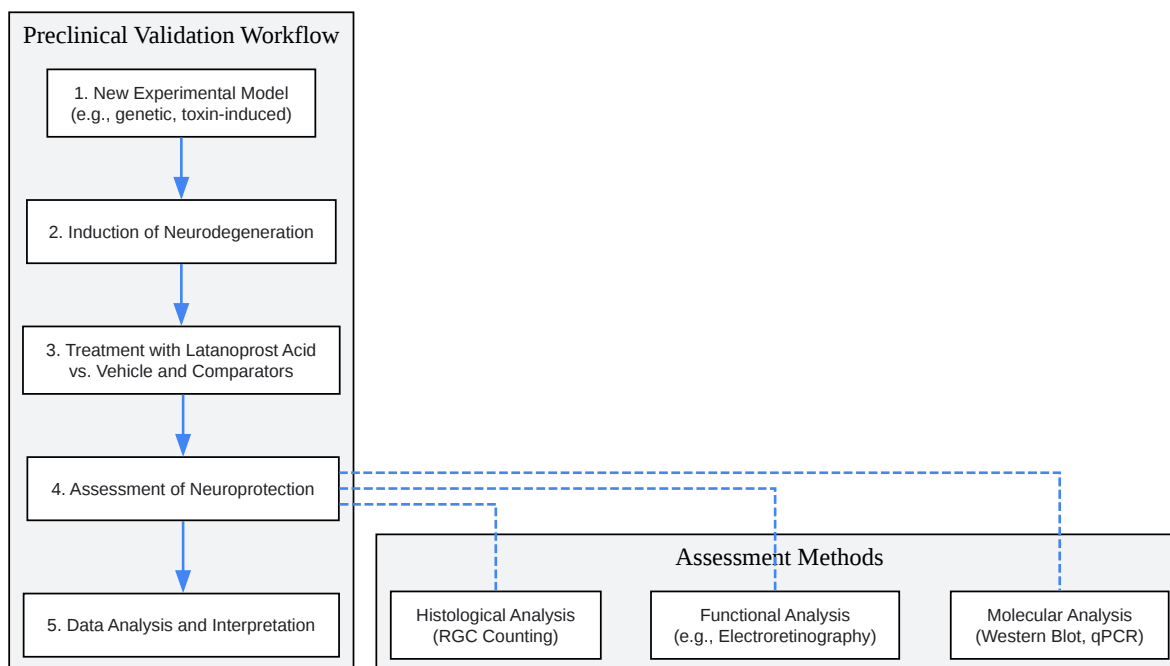 Preclinical Validation Workflow
1. New Experimental Model
(e.g., genetic, toxin-induced)
2. Induction of Neurodegeneration
3. Treatment with Latanoprost Acid
vs. Vehicle and Comparators
4. Assessment of Neuroprotection
5. Data Analysis and Interpretation
Assessment Methods
Histological Analysis
(RGC Counting)
Functional Analysis
(e.g., Electroretinography)
Molecular Analysis
(Western Blot, qPCR)